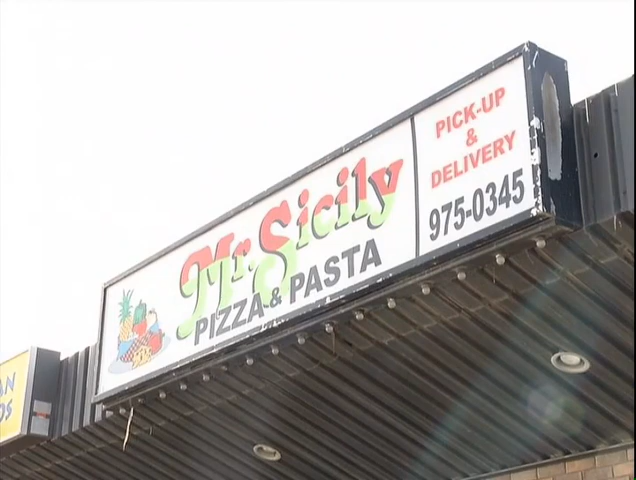 Mr. Sicily
PIZZA & PASTA
PICK-UP
&
DELIVERY
975-0345